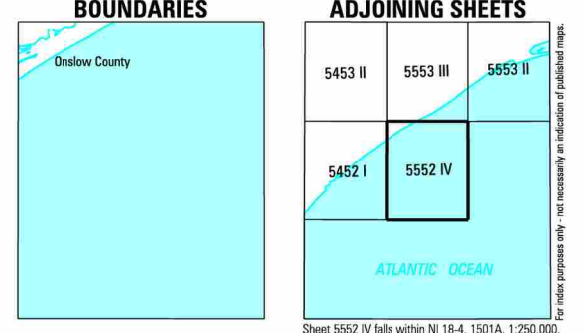 BOUNDARIES
Onslow County
ADJOINING SHEETS
5453 II
5553 III
5553 II
5452 I
5552 IV
ATLANTIC OCEAN
For index purposes only - not necessarily an indication of published maps.
Sheet 5552 IV falls within NI 18-4, 1501A, 1:250,000.